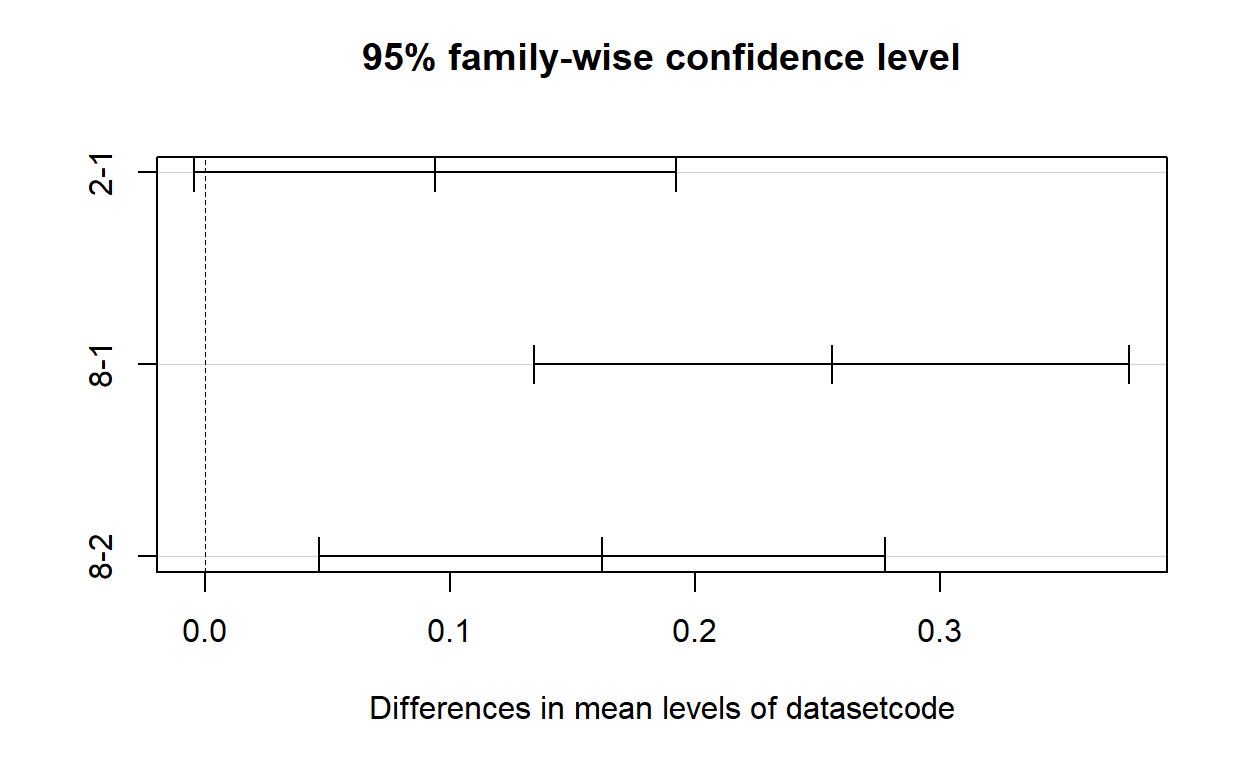 95% family-wise confidence level
2-1
8-1
8-2
0.0 0.1 0.2 0.3
Differences in mean levels of datasetcode